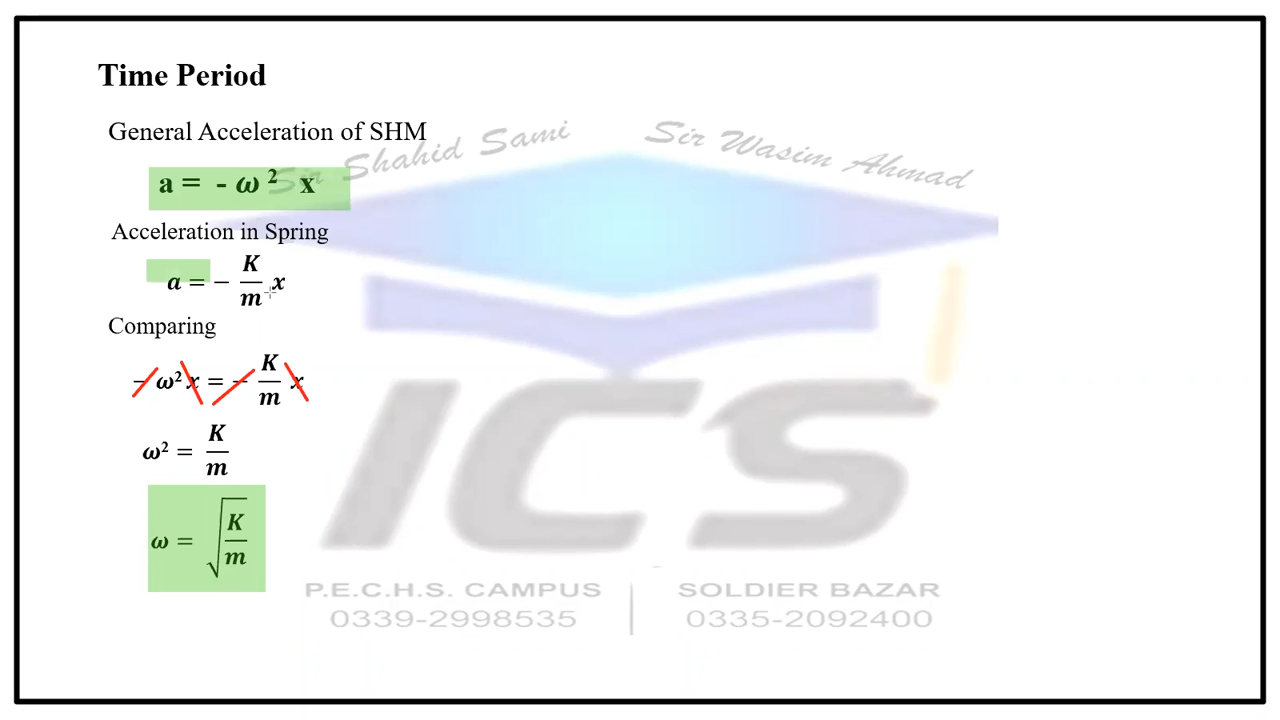 Time Period
General Acceleration of SHM
Sir Shahid Sami Sir Wasim Ahmad
a = - ω² x
Acceleration in Spring
a = − K/m x
Comparing
− ω² x = − K/m x
ω² = K/m
ω = √(K/m)
ICS
P.E.C.H.S. CAMPUS | SOLDIER BAZAR
0339-2998535 | 0335-2092400